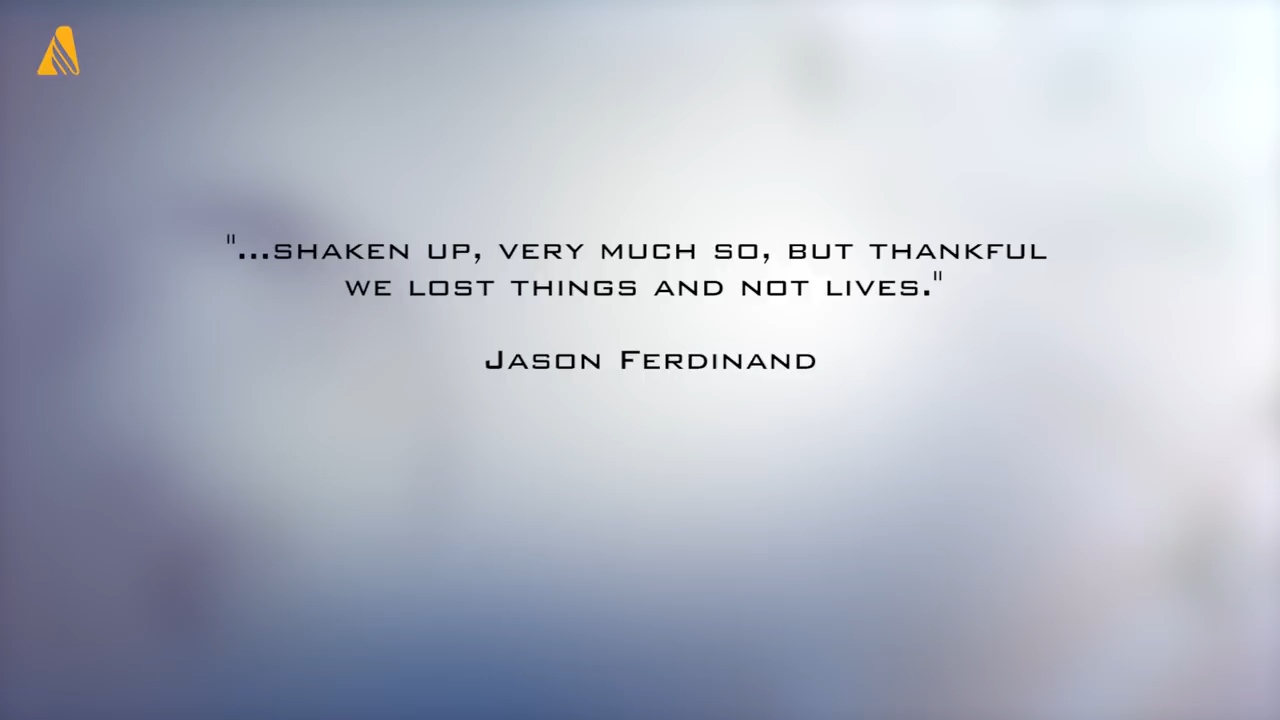 "...SHAKEN UP, VERY MUCH SO, BUT THANKFUL
WE LOST THINGS AND NOT LIVES."
JASON FERDINAND